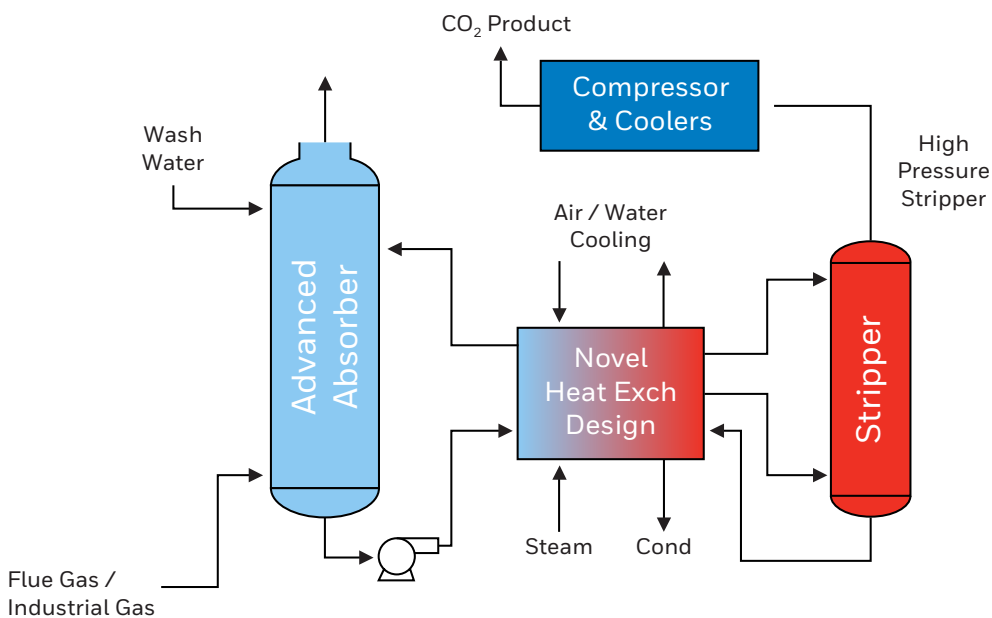 CO₂ Product
Compressor
& Coolers
Wash
Water
High
Pressure
Stripper
Air / Water
Cooling
Advanced
Absorber
Novel
Heat Exch
Design
Stripper
Steam
Cond
Flue Gas /
Industrial Gas